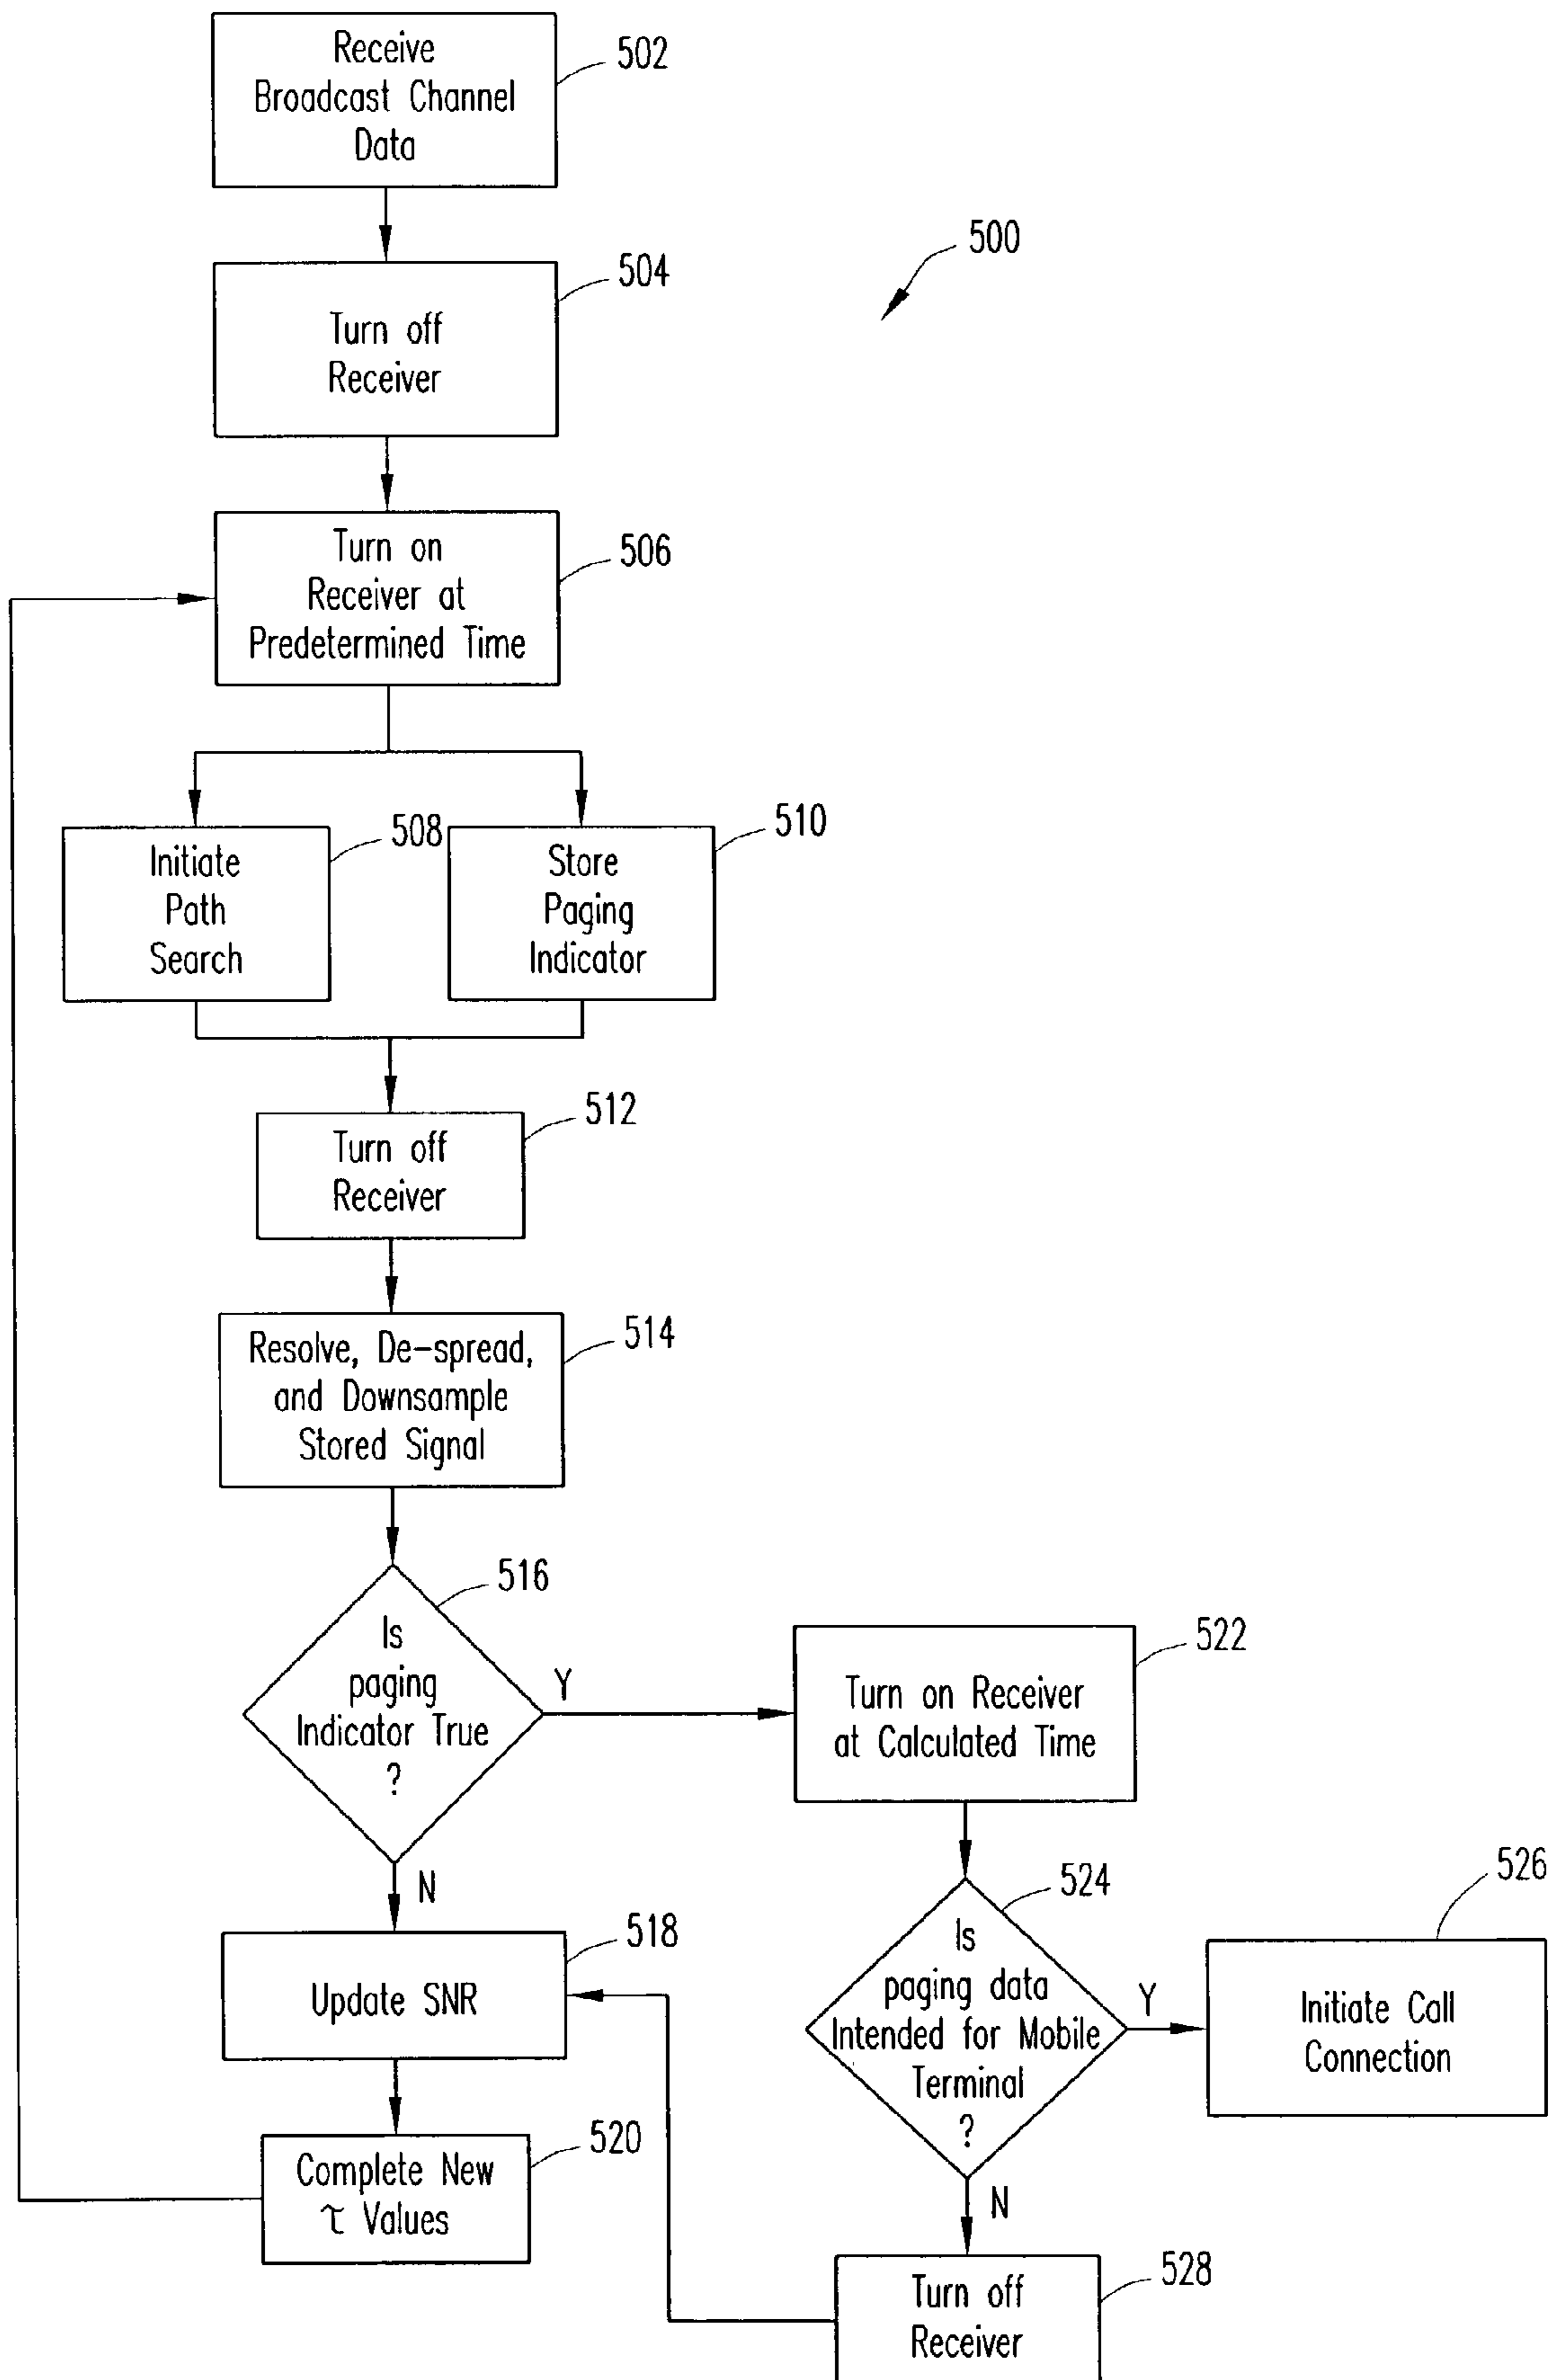 Receive
Broadcast Channel
Data
502
500
Turn off
Receiver
504
Turn on
Receiver at
Predetermined Time
506
Initiate
Path
Search
508
Store
Paging
Indicator
510
Turn off
Receiver
512
Resolve, De-spread,
and Downsample
Stored Signal
514
Is
paging
Indicator True
?
516
Y
N
Turn on Receiver
at Calculated Time
522
Is
paging data
Intended for Mobile
Terminal
?
524
Y
N
Initiate Call
Connection
526
Update SNR
518
Complete New
τ Values
520
Turn off
Receiver
528